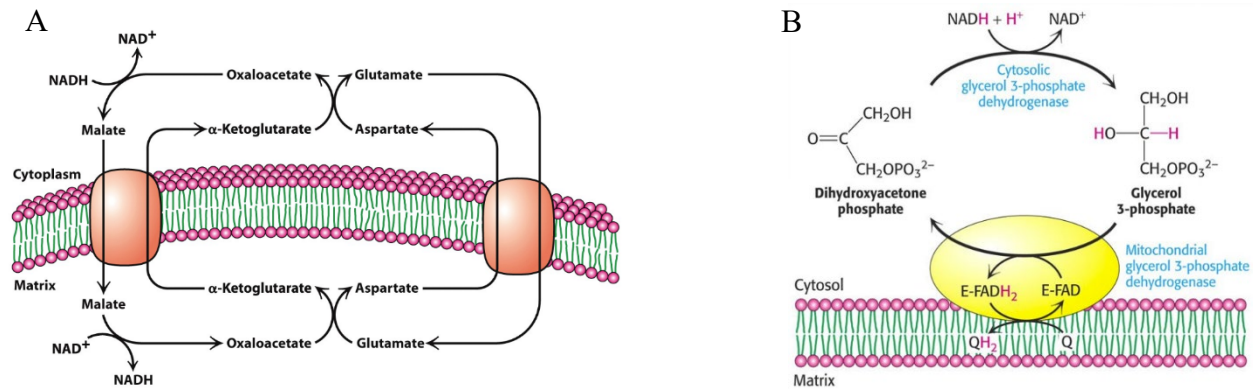 A
NAD+
NADH
Oxaloacetate
Glutamate
Malate
α-Ketoglutarate
Aspartate
Cytoplasm
Matrix
Malate
α-Ketoglutarate
Aspartate
NAD+
Oxaloacetate
Glutamate
NADH
B
NADH + H⁺
NAD⁺
Cytosolic
glycerol 3-phosphate
dehydrogenase
CH₂OH
O
CH₂OPO₃²⁻
Dihydroxyacetone
phosphate
CH₂OH
HO—C—H
CH₂OPO₃²⁻
Glycerol
3-phosphate
Mitochondrial
glycerol 3-phosphate
dehydrogenase
Cytosol
E-FADH₂
E-FAD
QH₂
Q
Matrix